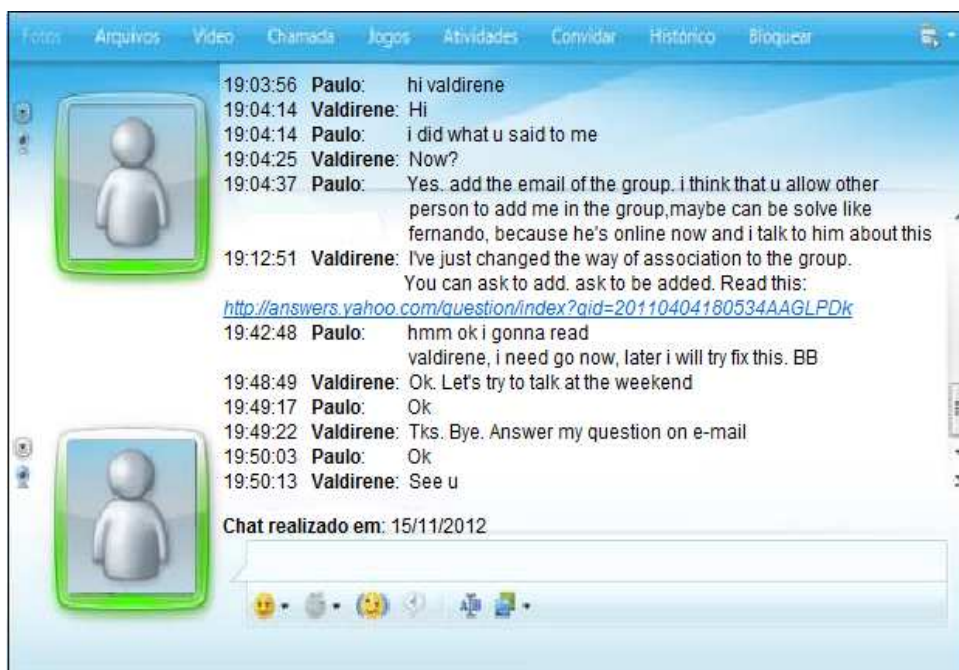 Fotos Arquivos Video Chamada Jogos Atividades Convidar Histórico Bloquear
19:03:56 Paulo: hi valdirene
19:04:14 Valdirene: Hi
19:04:14 Paulo: i did what u said to me
19:04:25 Valdirene: Now?
19:04:37 Paulo: Yes. add the email of the group. i think that u allow other
person to add me in the group,maybe can be solve like
fernando, because he's online now and i talk to him about this
19:12:51 Valdirene: I've just changed the way of association to the group.
You can ask to add. ask to be added. Read this:
http://answers.yahoo.com/question/index?qid=20110404180534AAGLPDk
19:42:48 Paulo: hmm ok i gonna read
valdirene, i need go now, later i will try fix this. BB
19:48:49 Valdirene: Ok. Let's try to talk at the weekend
19:49:17 Paulo: Ok
19:49:22 Valdirene: Tks. Bye. Answer my question on e-mail
19:50:03 Paulo: Ok
19:50:13 Valdirene: See u
Chat realizado em: 15/11/2012